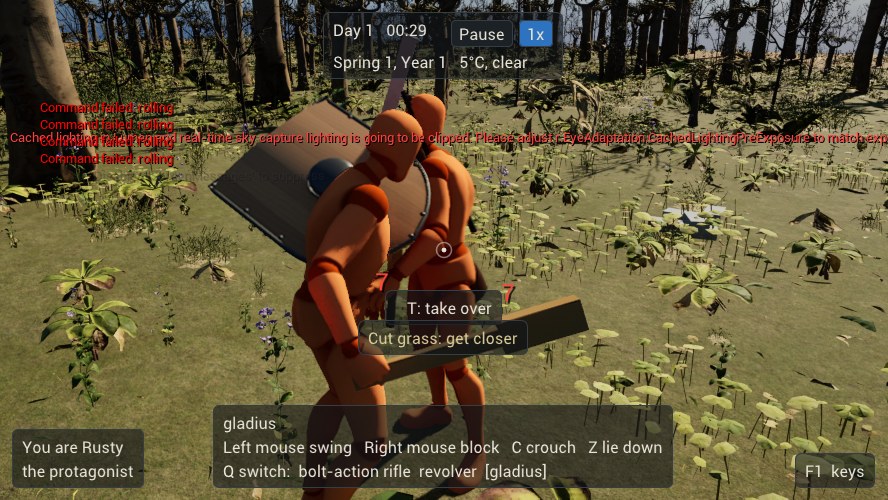 Day 1 00:29
Pause
1x
Spring 1, Year 1 5°C, clear
Command failed: rolling
Command failed: rolling
real-time sky capture lighting is going to be clipped. Please adjust r.EyeAdaptation.CachedLightingPreExposure to match exp
Command failed: rolling
Command failed: rolling
7
T: take over
Cut grass: get closer
gladius
Left mouse swing Right mouse block C crouch Z lie down
Q switch: bolt-action rifle revolver [gladius]
You are Rusty
the protagonist
F1 keys